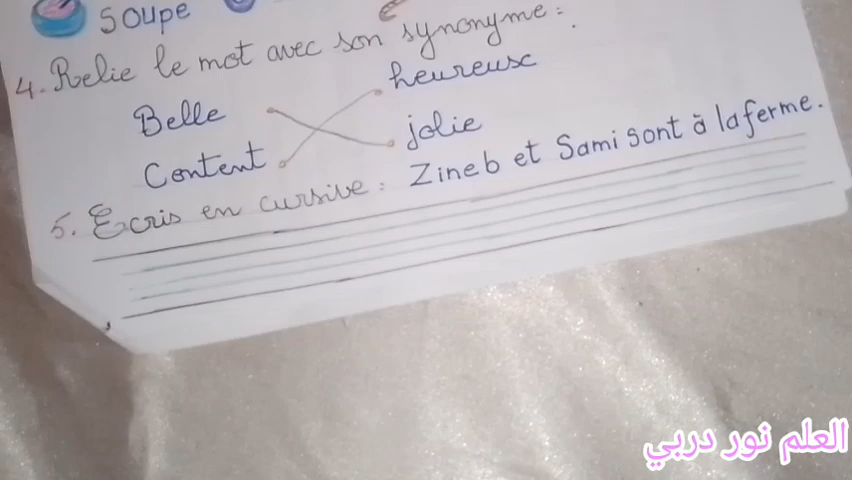 soupe
4. Relie le mot avec son synonyme :
Belle heureuse
Content jolie
5. Ecris en cursive : Zineb et Sami sont à la ferme.
العلم نور دربي